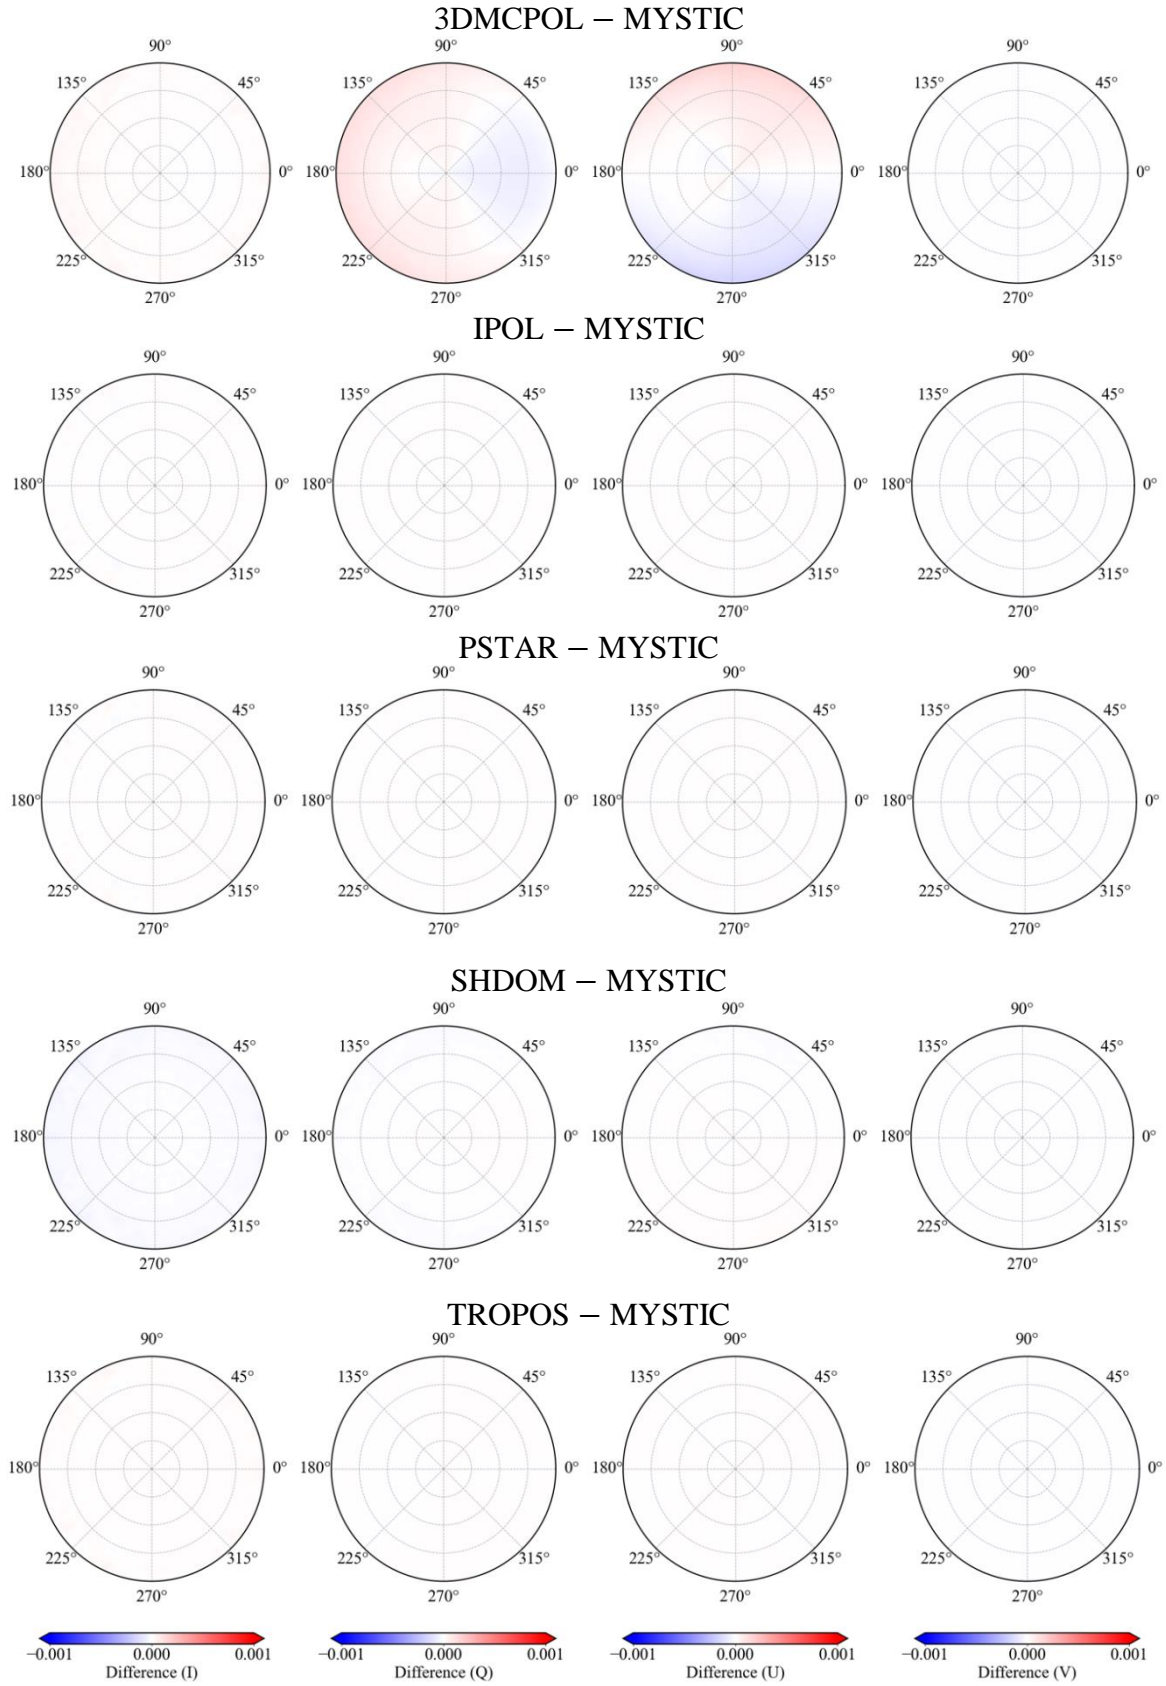 3DMCPOL – MYSTIC
90° 90° 90° 90°
135° 45° 135° 45° 135° 45° 135° 45°
180° 0° 180° 0° 180° 0° 180° 0°
225° 315° 225° 315° 225° 315° 225° 315°
270° 270° 270° 270°
IPOL – MYSTIC
90° 90° 90° 90°
135° 45° 135° 45° 135° 45° 135° 45°
180° 0° 180° 0° 180° 0° 180° 0°
225° 315° 225° 315° 225° 315° 225° 315°
270° 270° 270° 270°
PSTAR – MYSTIC
90° 90° 90° 90°
135° 45° 135° 45° 135° 45° 135° 45°
180° 0° 180° 0° 180° 0° 180° 0°
225° 315° 225° 315° 225° 315° 225° 315°
270° 270° 270° 270°
SHDOM – MYSTIC
90° 90° 90° 90°
135° 45° 135° 45° 135° 45° 135° 45°
180° 0° 180° 0° 180° 0° 180° 0°
225° 315° 225° 315° 225° 315° 225° 315°
270° 270° 270° 270°
TROPOS – MYSTIC
90° 90° 90° 90°
135° 45° 135° 45° 135° 45° 135° 45°
180° 0° 180° 0° 180° 0° 180° 0°
225° 315° 225° 315° 225° 315° 225° 315°
270° 270° 270° 270°
−0.001 0.000 0.001 −0.001 0.000 0.001 −0.001 0.000 0.001 −0.001 0.000 0.001
Difference (I) Difference (Q) Difference (U) Difference (V)